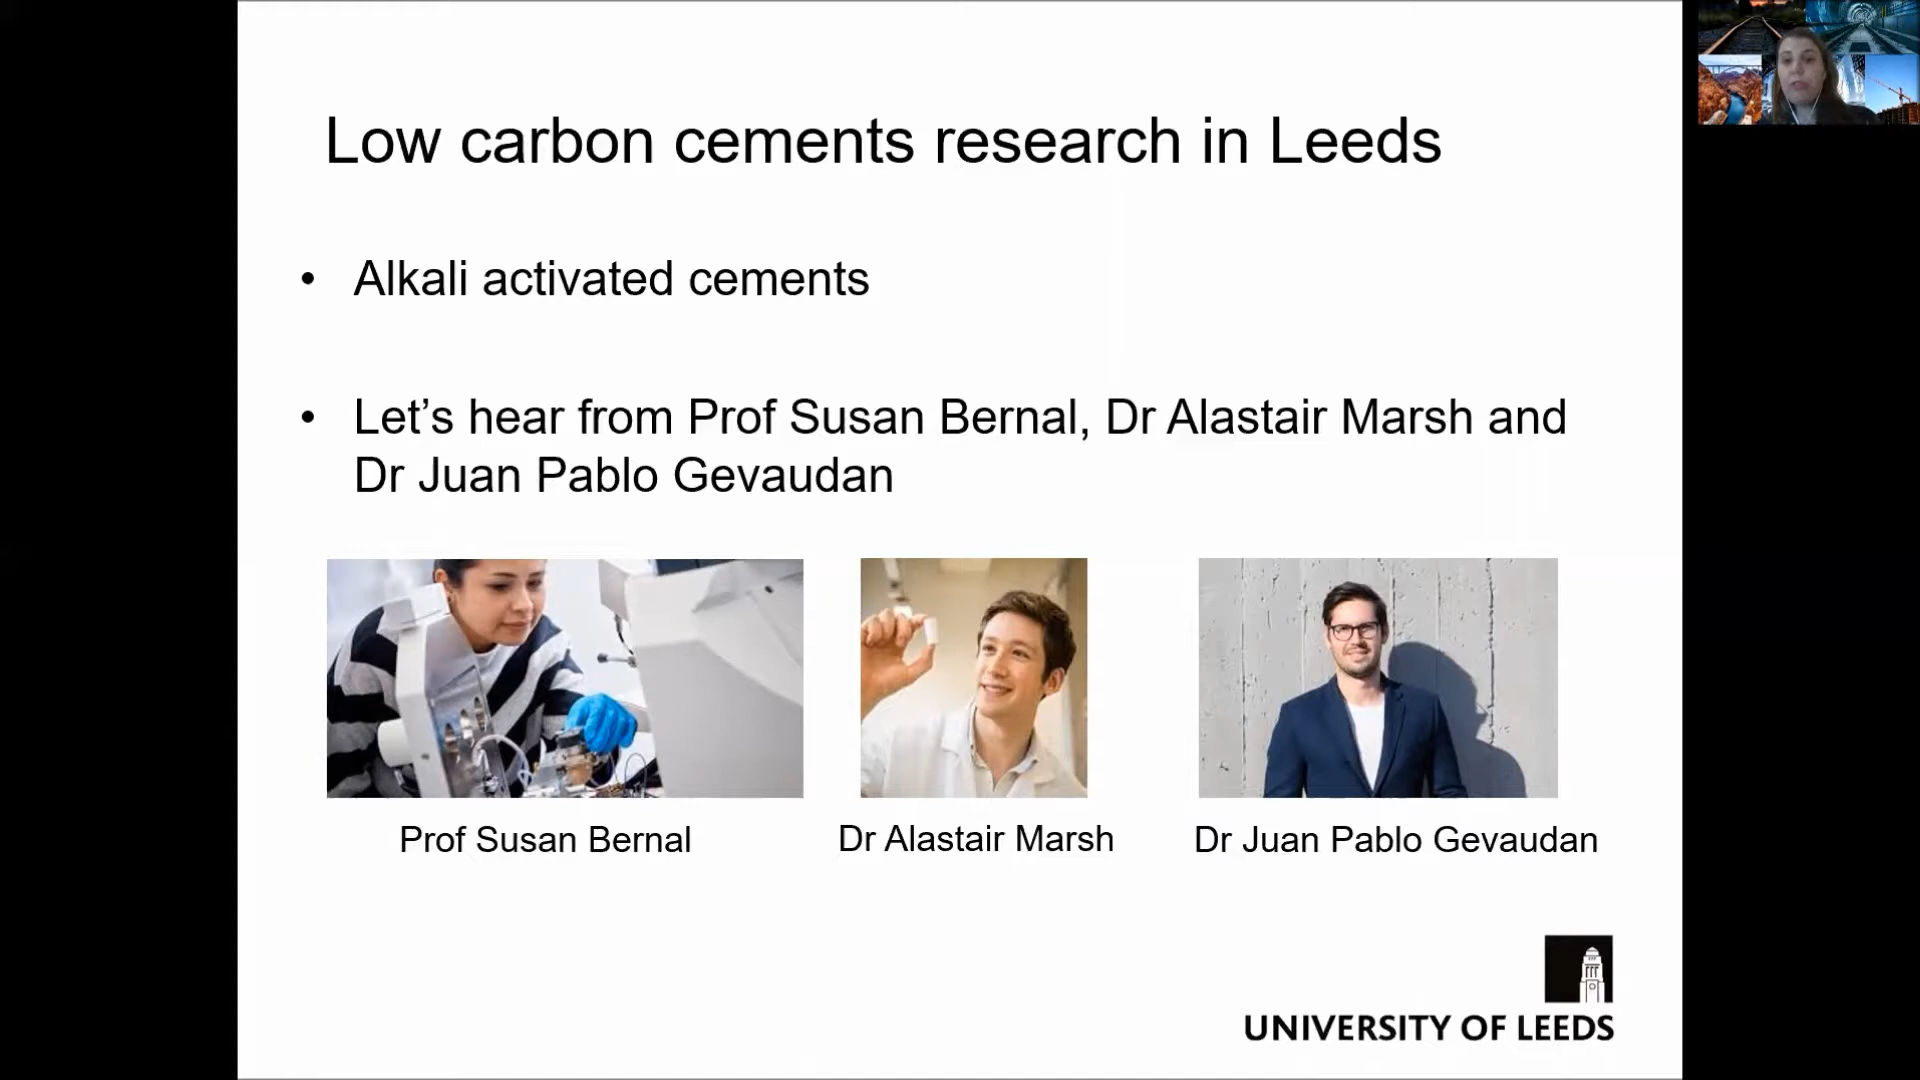 Low carbon cements research in Leeds
• Alkali activated cements
• Let’s hear from Prof Susan Bernal, Dr Alastair Marsh and
Dr Juan Pablo Gevaudan
Prof Susan Bernal
Dr Alastair Marsh
Dr Juan Pablo Gevaudan
UNIVERSITY OF LEEDS